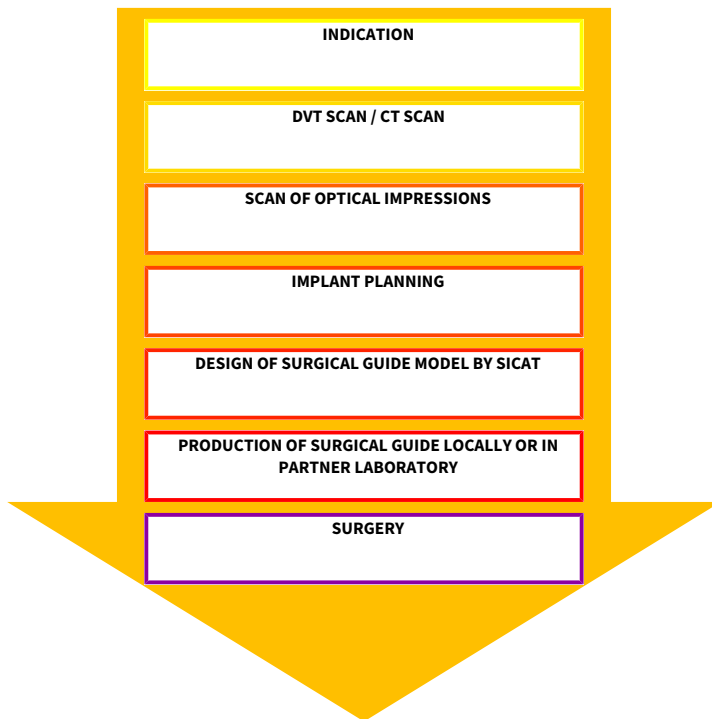 INDICATION
DVT SCAN / CT SCAN
SCAN OF OPTICAL IMPRESSIONS
IMPLANT PLANNING
DESIGN OF SURGICAL GUIDE MODEL BY SICAT
PRODUCTION OF SURGICAL GUIDE LOCALLY OR IN
PARTNER LABORATORY
SURGERY